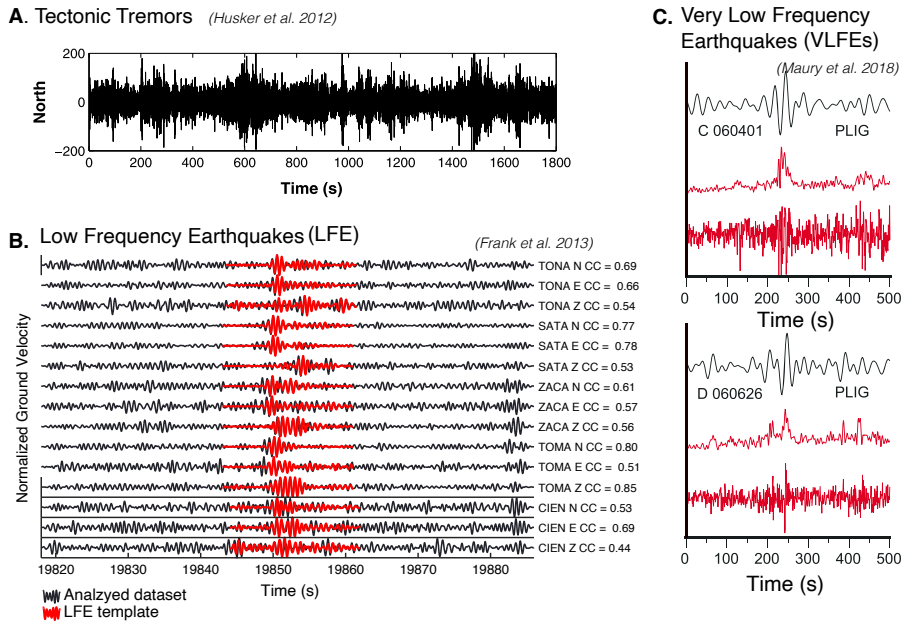 A. Tectonic Tremors (Husker et al. 2012)
200
0
−200
North
0 200 400 600 800 1000 1200 1400 1600 1800
Time (s)
B. Low Frequency Earthquakes (LFE)
(Frank et al. 2013)
Normalized Ground Velocity
TONA N CC = 0.69
TONA E CC = 0.66
TONA Z CC = 0.54
SATA N CC = 0.77
SATA E CC = 0.78
SATA Z CC = 0.53
ZACA N CC = 0.61
ZACA E CC = 0.57
ZACA Z CC = 0.56
TOMA N CC = 0.80
TOMA E CC = 0.51
TOMA Z CC = 0.85
CIEN N CC = 0.53
CIEN E CC = 0.69
CIEN Z CC = 0.44
19820 19830 19840 19850 19860 19870 19880
Time (s)
Analzyed dataset
LFE template
C. Very Low Frequency
Earthquakes (VLFEs)
(Maury et al. 2018)
C 060401 PLIG
0 100 200 300 400 500
Time (s)
D 060626 PLIG
0 100 200 300 400 500
Time (s)